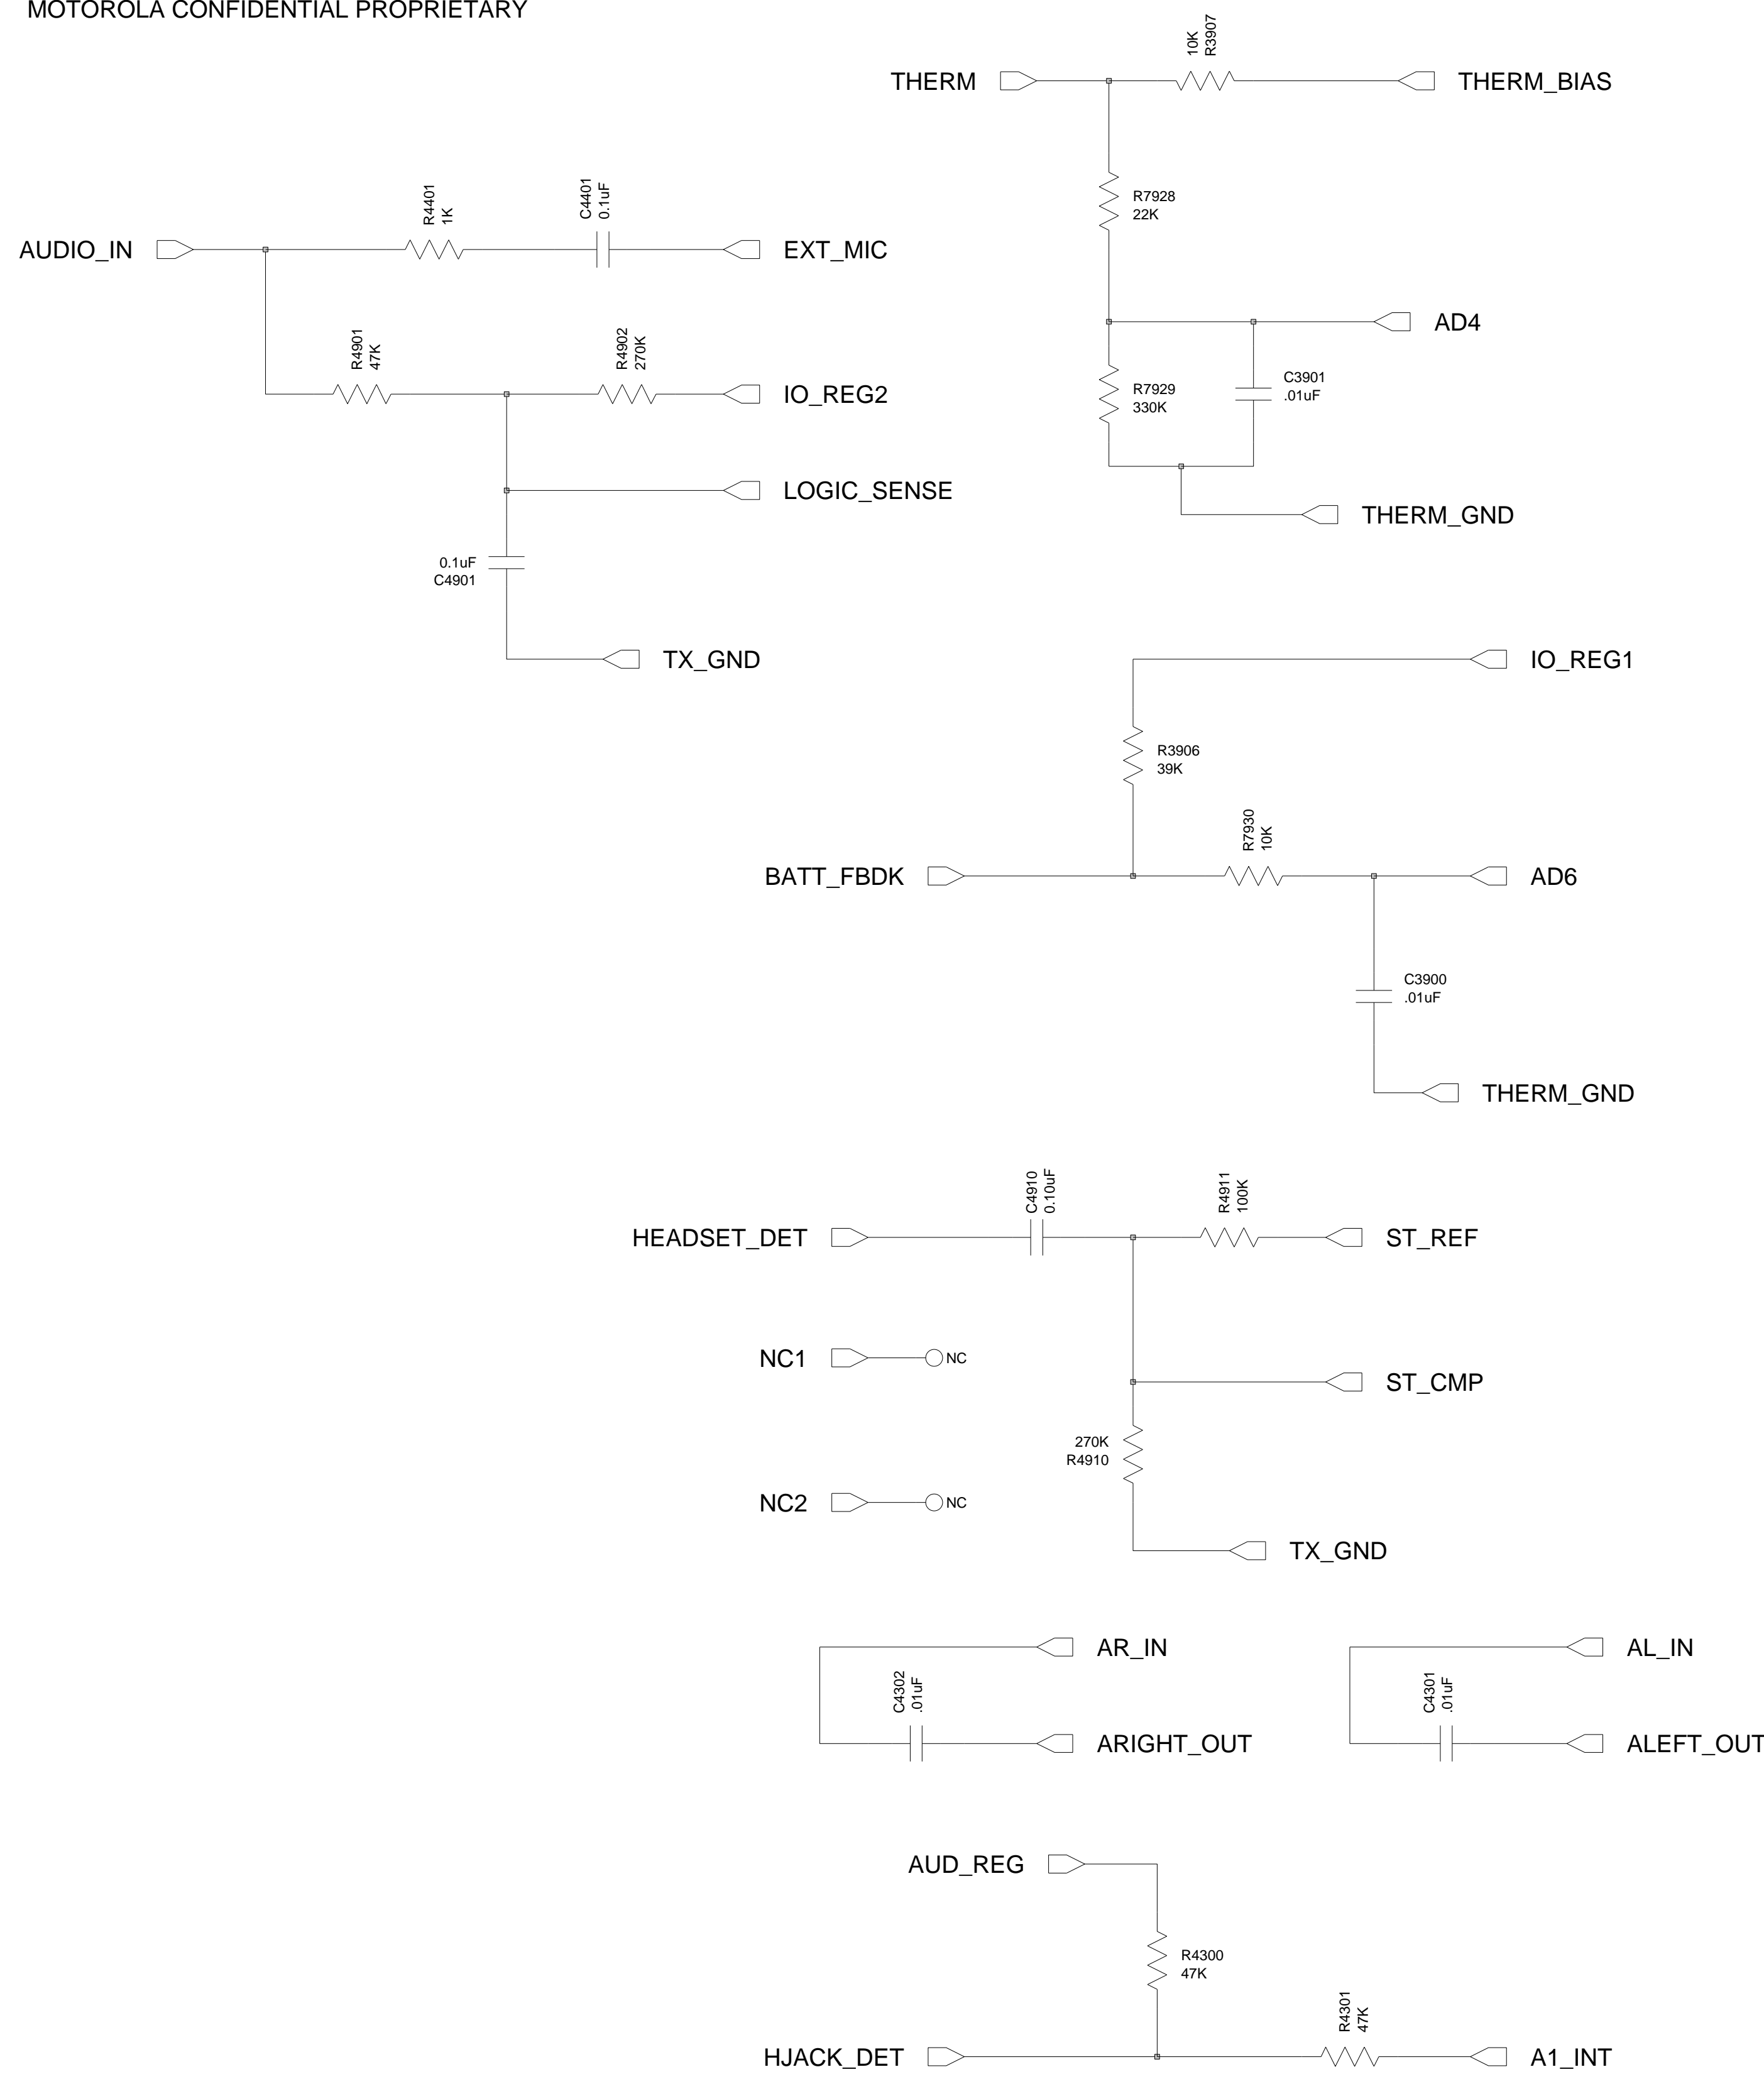 MOTOROLA CONFIDENTIAL PROPRIETARY
10K
R3907
THERM
THERM_BIAS
R7928
22K
R4401
1K
C4401
0.1uF
AUDIO_IN
EXT_MIC
AD4
R4901
47K
R4902
270K
IO_REG2
R7929
330K
C3901
.01uF
LOGIC_SENSE
THERM_GND
0.1uF
C4901
TX_GND
IO_REG1
R3906
39K
R7930
10K
BATT_FBDK
AD6
C3900
.01uF
THERM_GND
C4910
0.10uF
R4911
100K
HEADSET_DET
ST_REF
NC1
NC
ST_CMP
270K
R4910
NC2
NC
TX_GND
AR_IN
AL_IN
C4302
.01uF
C4301
.01uF
ARIGHT_OUT
ALEFT_OUT
AUD_REG
R4300
47K
R4301
47K
HJACK_DET
A1_INT